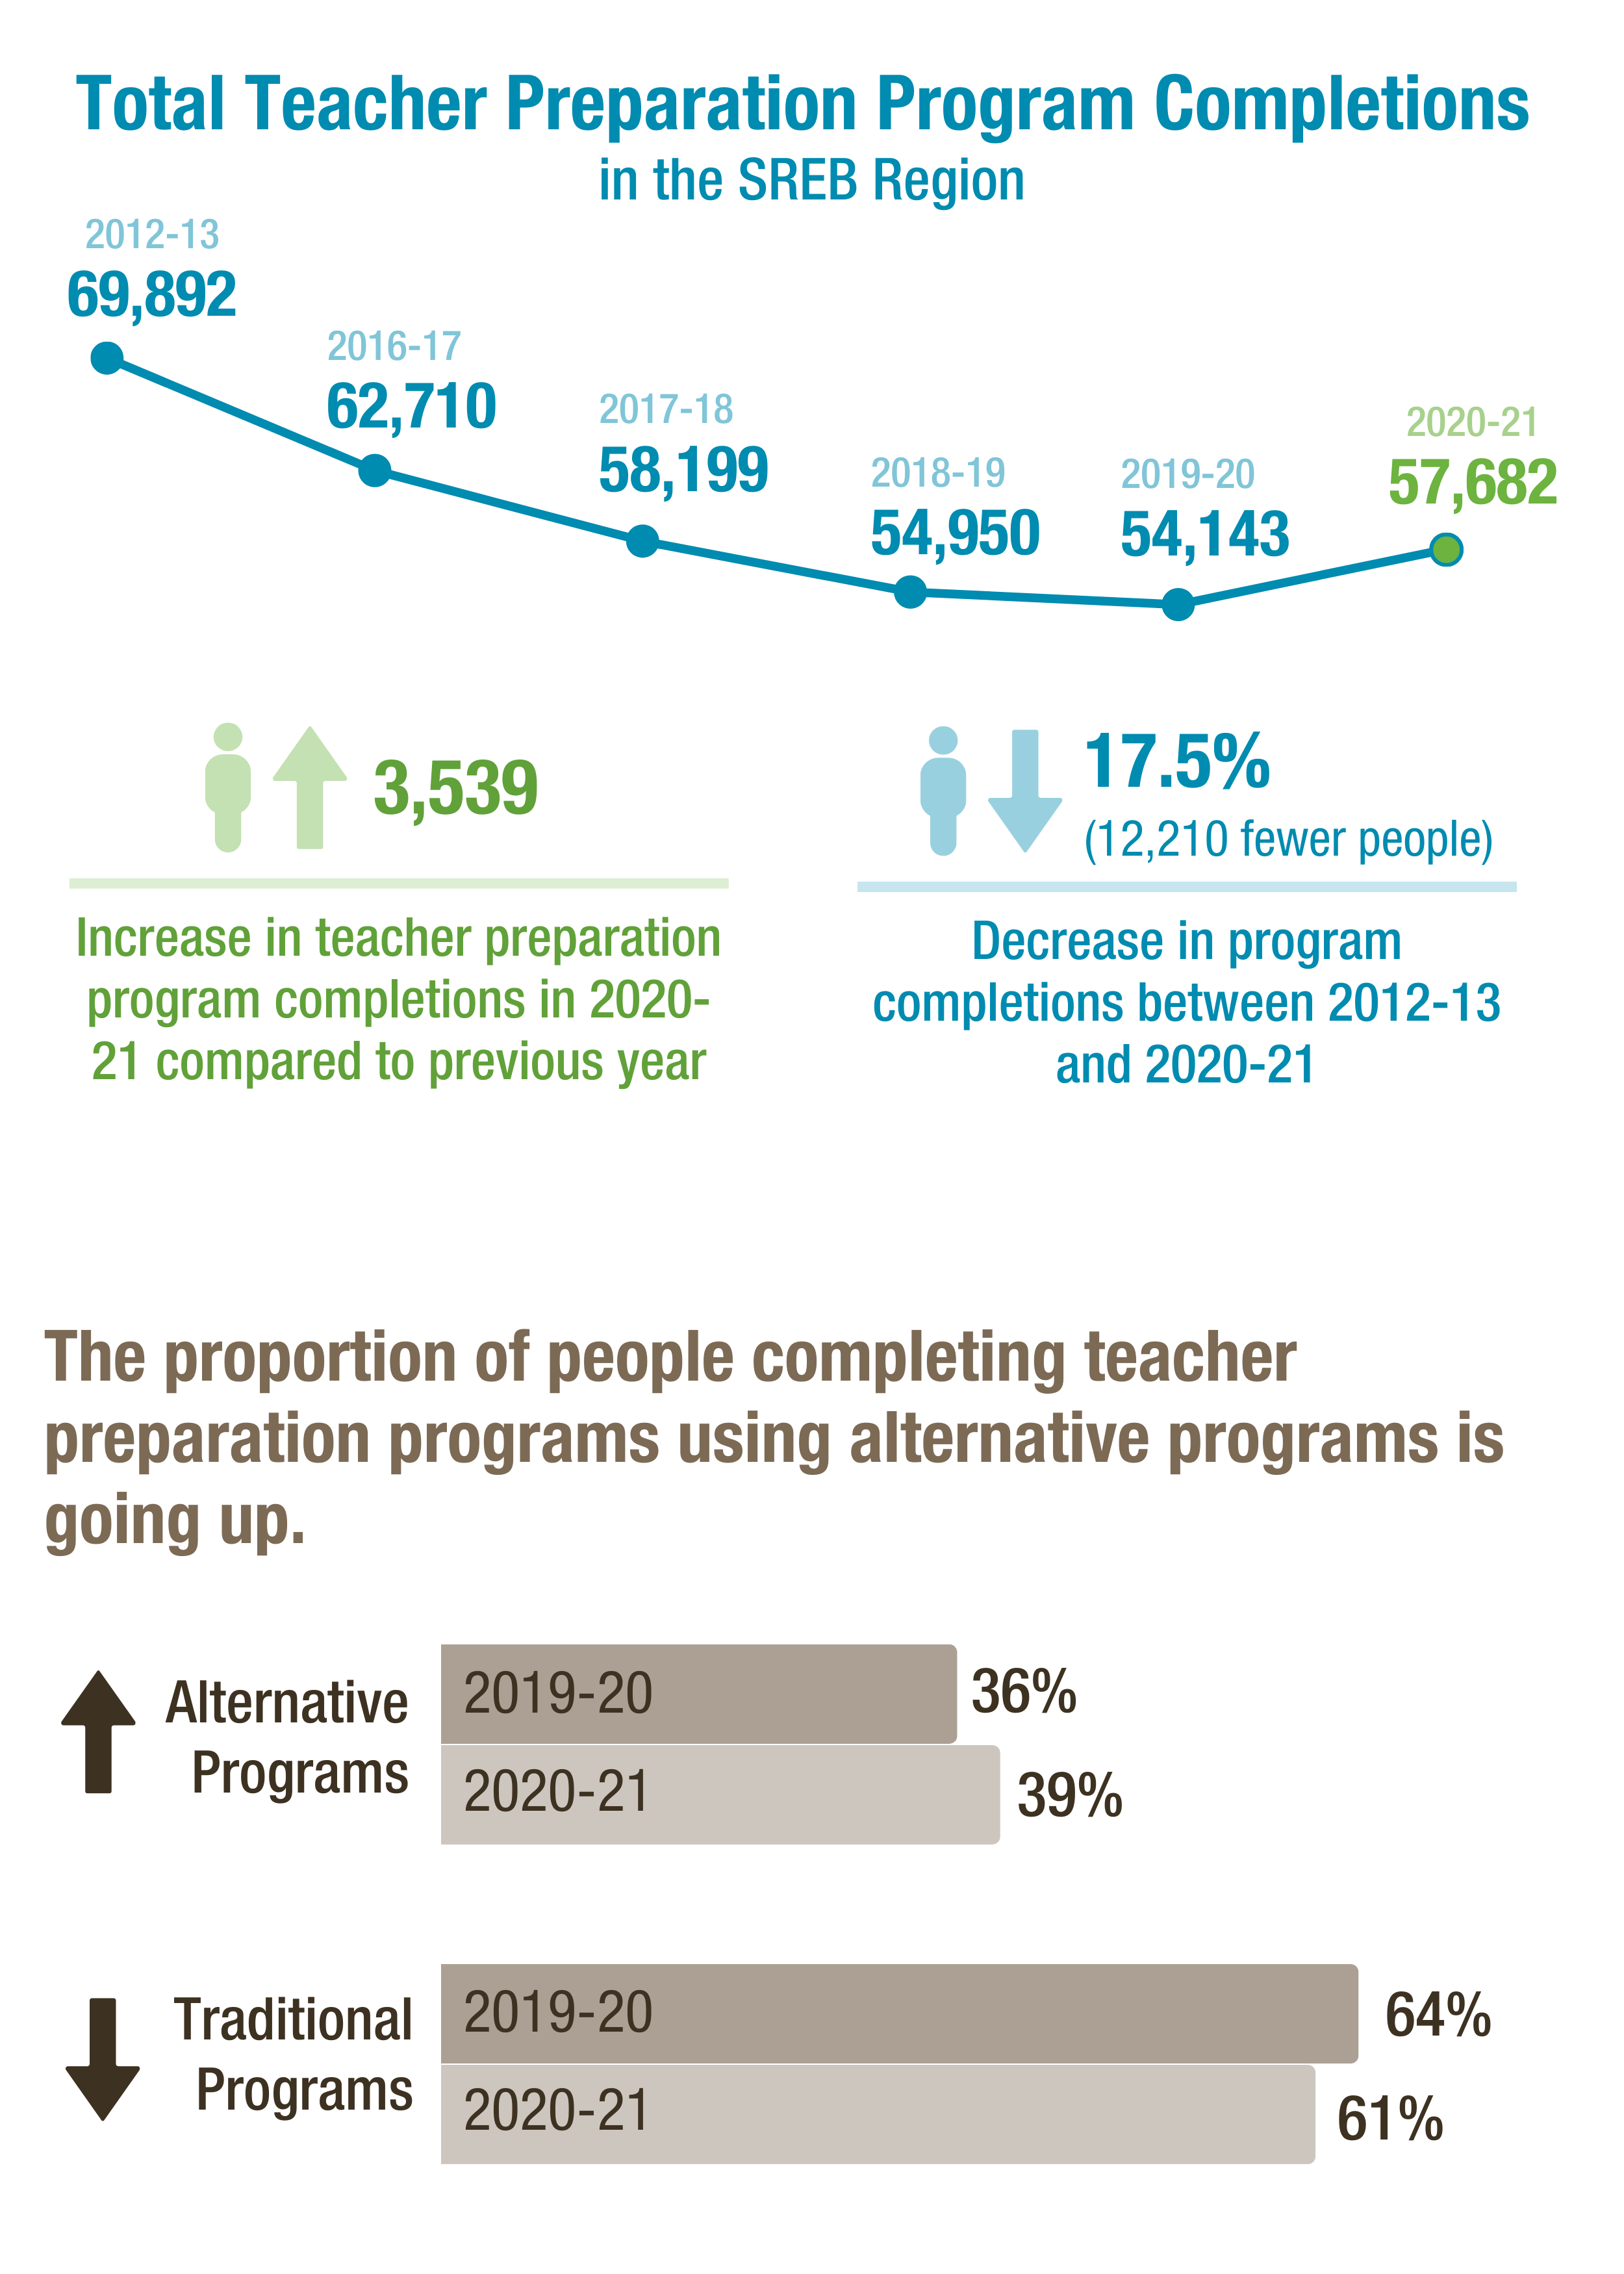 Total Teacher Preparation Program Completions
in the SREB Region
2012-13
69,892
2016-17
62,710
2017-18
58,199
2018-19
54,950
2019-20
54,143
2020-21
57,682
3,539
Increase in teacher preparation
program completions in 2020-
21 compared to previous year
17.5%
(12,210 fewer people)
Decrease in program
completions between 2012-13
and 2020-21
The proportion of people completing teacher
preparation programs using alternative programs is
going up.
Alternative
Programs
2019-20
36%
2020-21
39%
Traditional
Programs
2019-20
64%
2020-21
61%